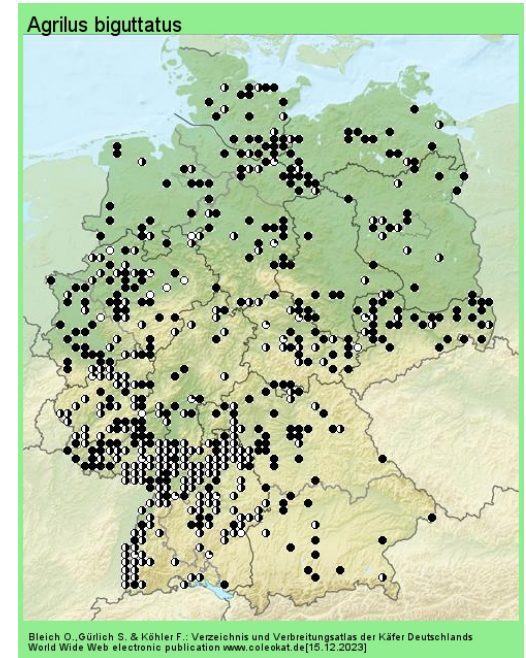 Agrilus biguttatus
Bleich O.,Gürlich S. & Köhler F.: Verzeichnis und Verbreitungsatlas der Käfer Deutschlands
World Wide Web electronic publication www.coleokat.de[15.12.2023]